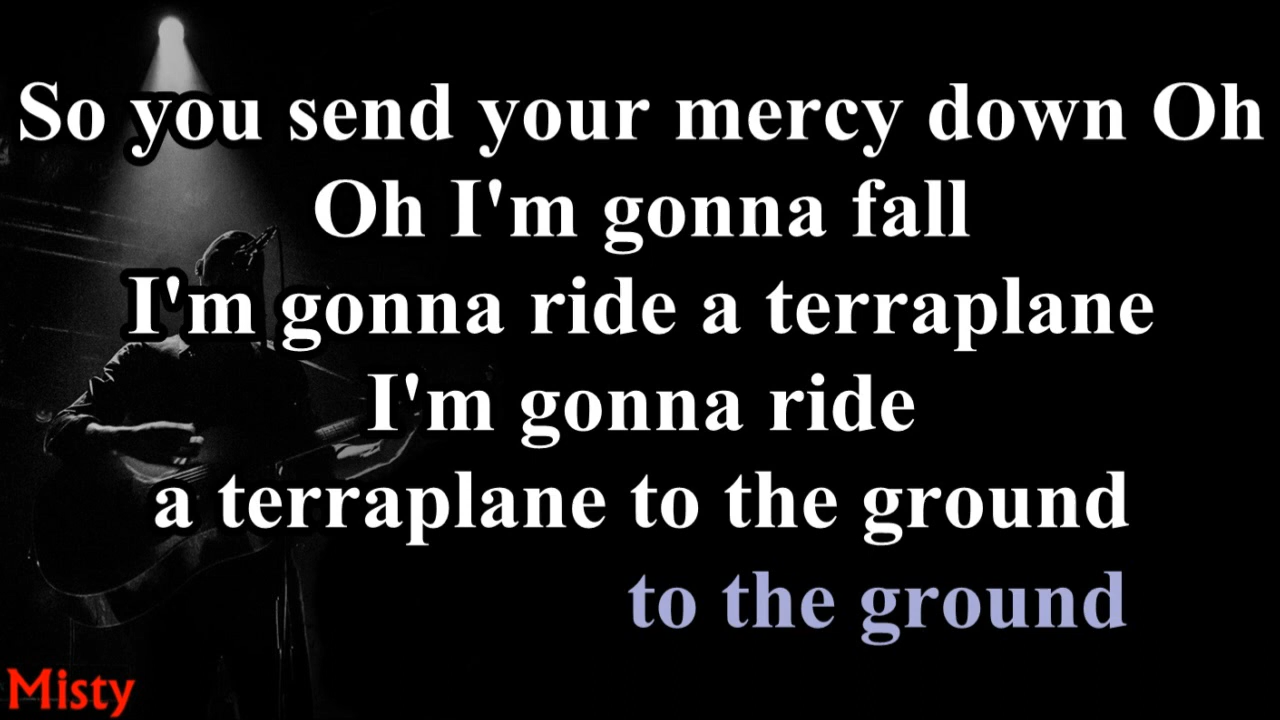 So you send your mercy down Oh
Oh I'm gonna fall
I'm gonna ride a terraplane
I'm gonna ride
a terraplane to the ground
to the ground
Misty